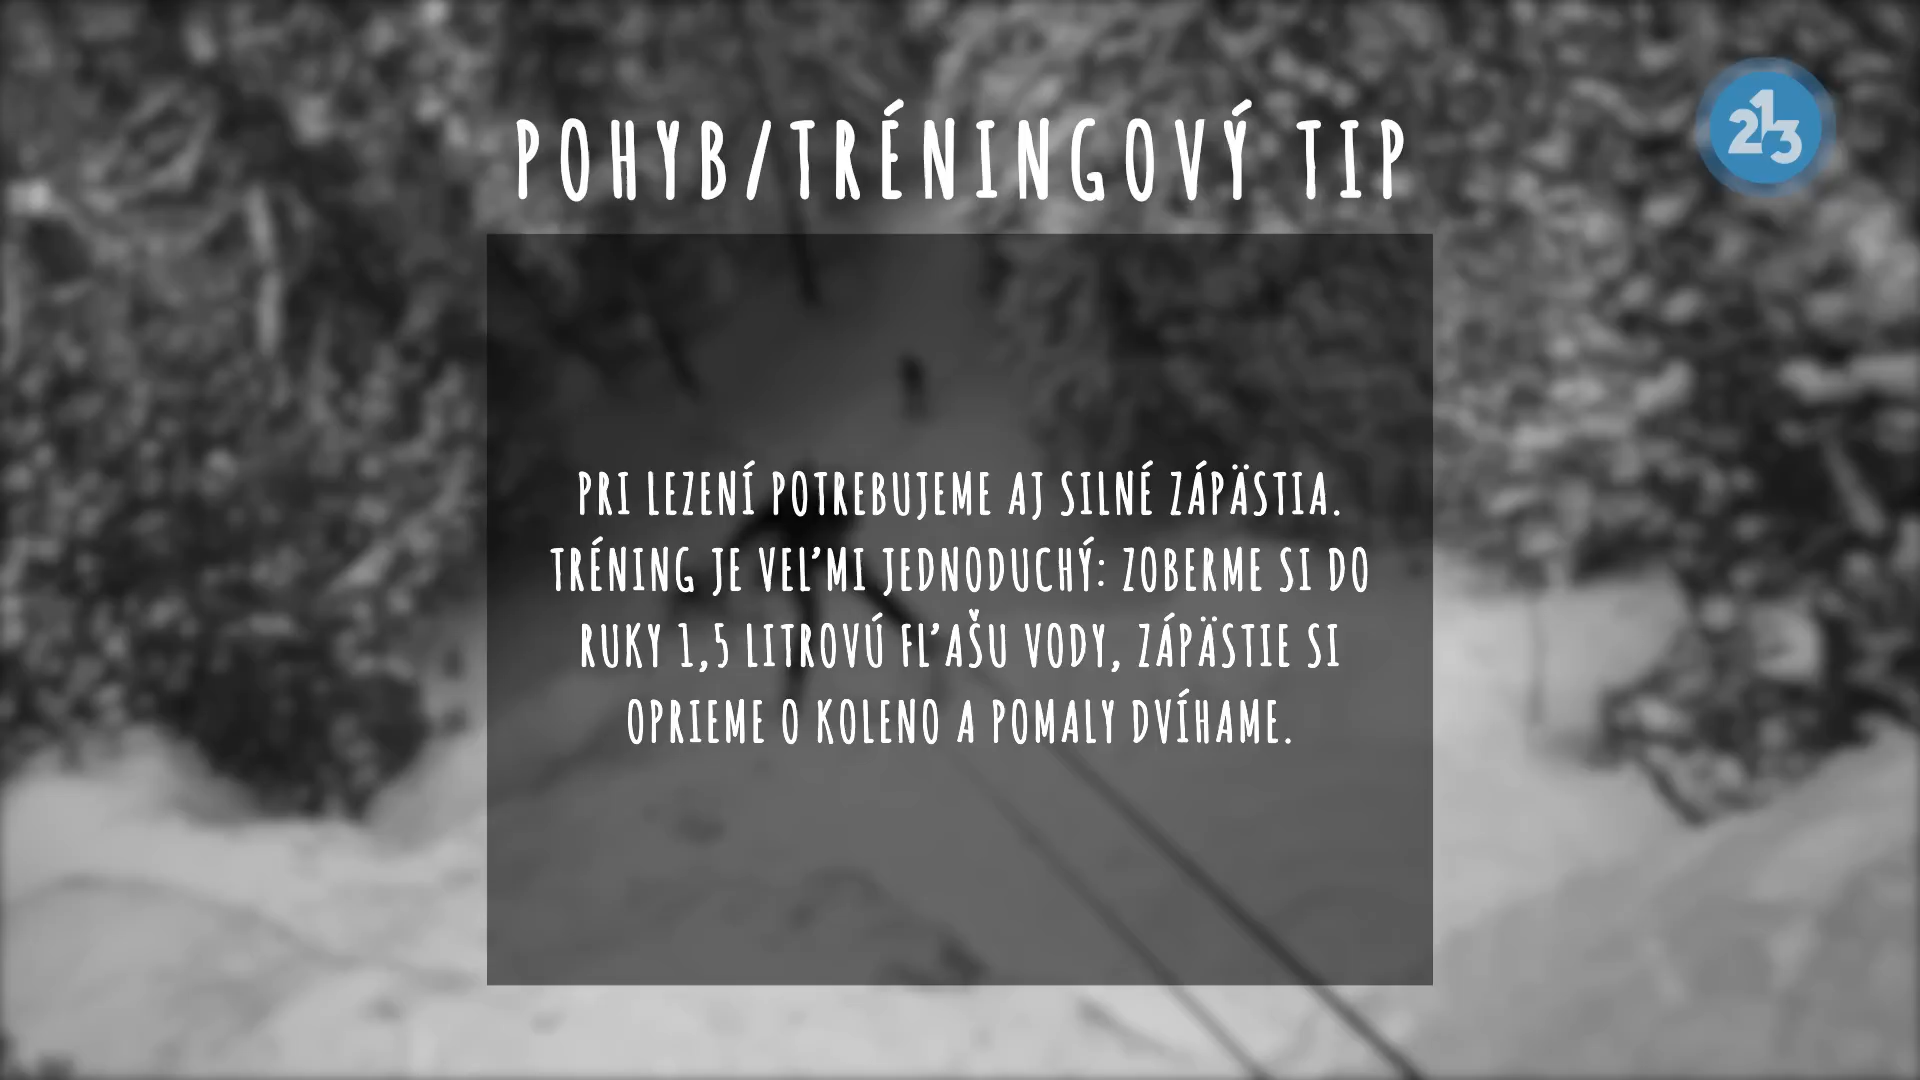 POHYB/TRÉNINGOVÝ TIP
213
PRI LEZENÍ POTREBUJEME AJ SILNÉ ZÁPÄSTIA.
TRÉNING JE VEĽMI JEDNODUCHÝ: ZOBERME SI DO
RUKY 1,5 LITROVÚ FĽAŠU VODY, ZÁPÄSTIE SI
OPRIEME O KOLENO A POMALY DVÍHAME.